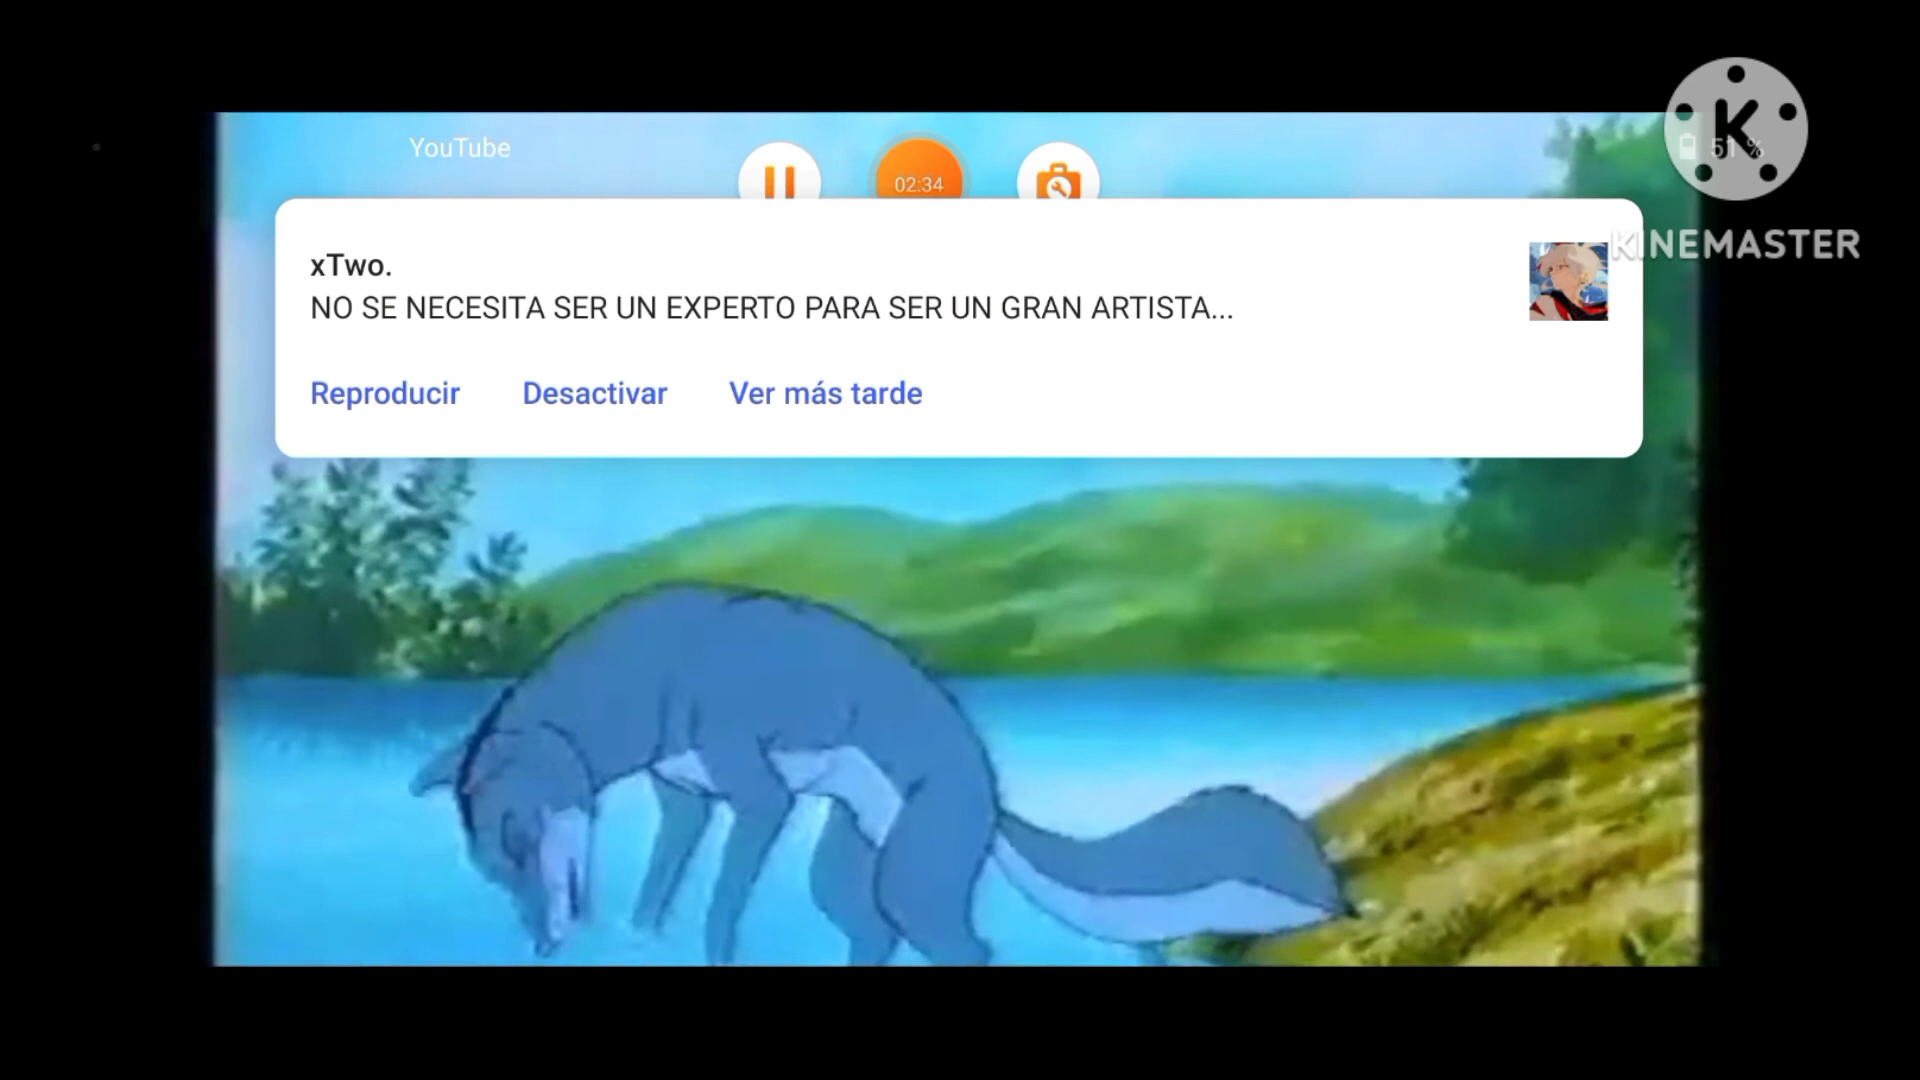 YouTube
02:34
51 %
K
KINEMASTER
xTwo.
NO SE NECESITA SER UN EXPERTO PARA SER UN GRAN ARTISTA...
Reproducir Desactivar Ver más tarde